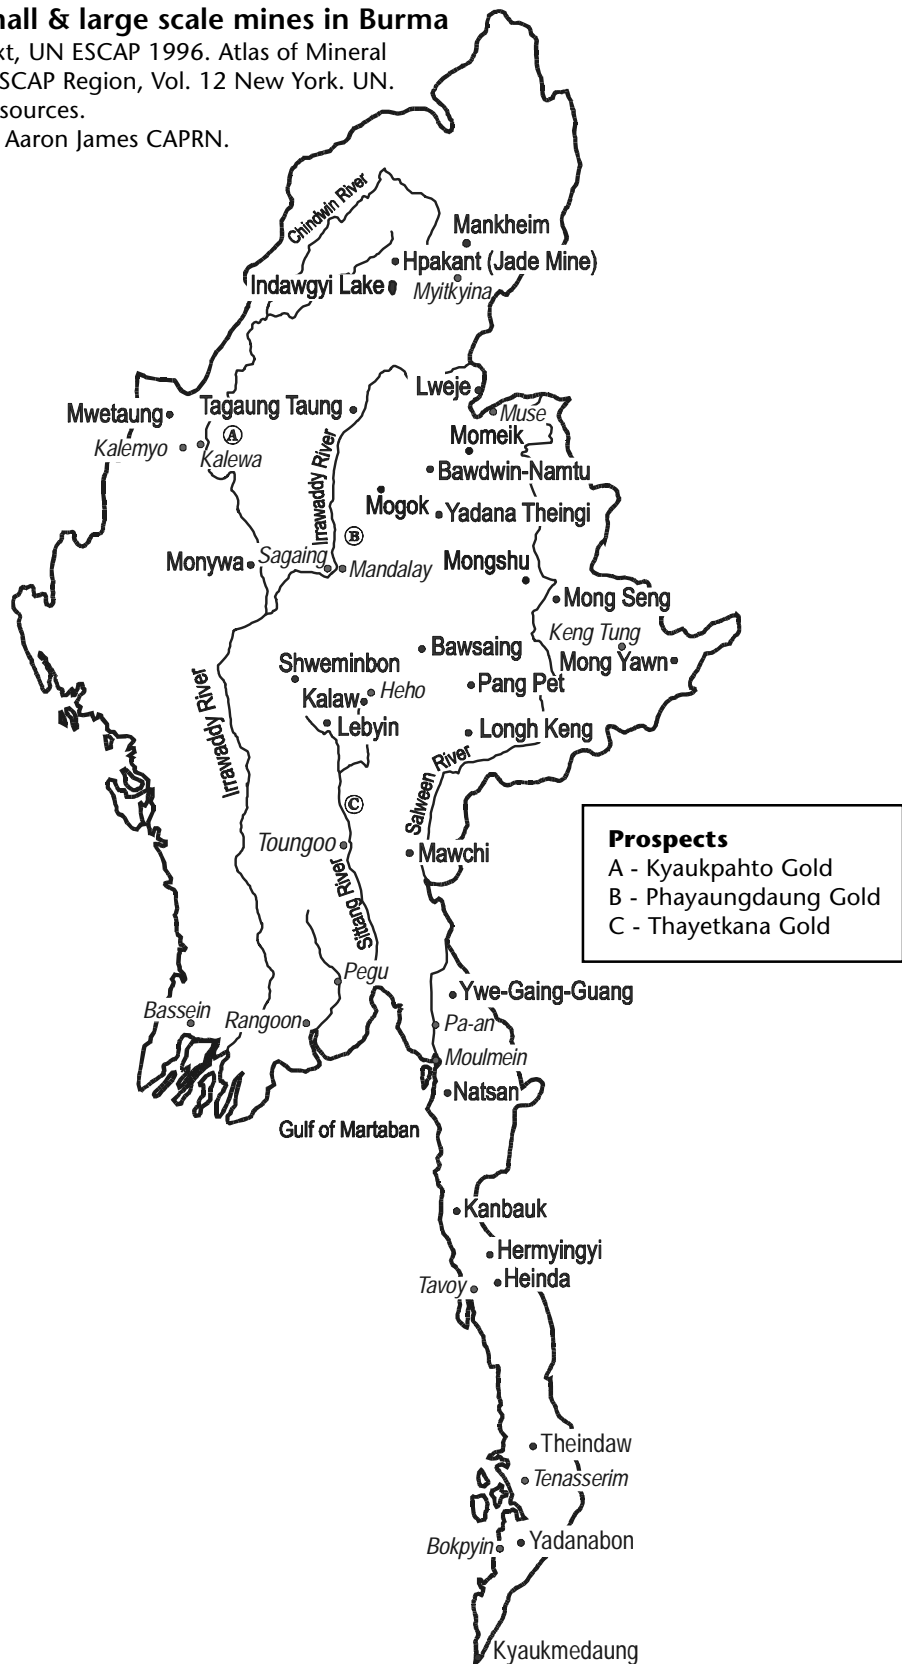 nall & large scale mines in Burma
xt, UN ESCAP 1996. Atlas of Mineral
SCAP Region, Vol. 12 New York. UN.
sources.
Aaron James CAPRN.
Chindwin River
Mankheim
Hpakant (Jade Mine)
Indawgyi Lake
Myitkyina
Lweje
Mwetaung
Tagaung Taung
Muse
A
Momeik
Kalemyo
Kalewa
Irrawaddy River
Bawdwin-Namtu
Mogok
Yadana Theingi
B
Monywa
Sagaing
Mandalay
Mongshu
Mong Seng
Keng Tung
Bawsaing
Mong Yawn
Shweminbon
Pang Pet
Kalaw
Heho
Lebyin
Longh Keng
Irrawaddy River
Salween River
C
Toungoo
Mawchi
Sittang River
Prospects
A - Kyaukpahto Gold
B - Phayaungdaung Gold
C - Thayetkana Gold
Pegu
Ywe-Gaing-Guang
Bassein
Rangoon
Pa-an
Moulmein
Natsan
Gulf of Martaban
Kanbauk
Hermyingyi
Heinda
Tavoy
Theindaw
Tenasserim
Bokpyin
Yadanabon
Kyaukmedaung